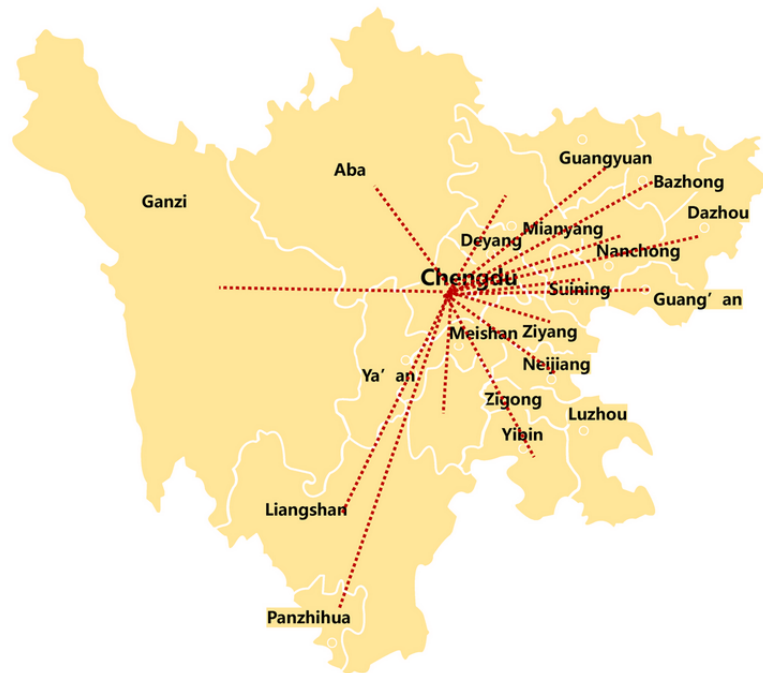 Guangyuan
Aba
Bazhong
Ganzi
Dazhou
Mianyang
Deyang
Nanchong
Chengdu
Suining
Guang’an
Meishan
Ziyang
Neijiang
Ya’an
Zigong
Luzhou
Yibin
Liangshan
Panzhihua